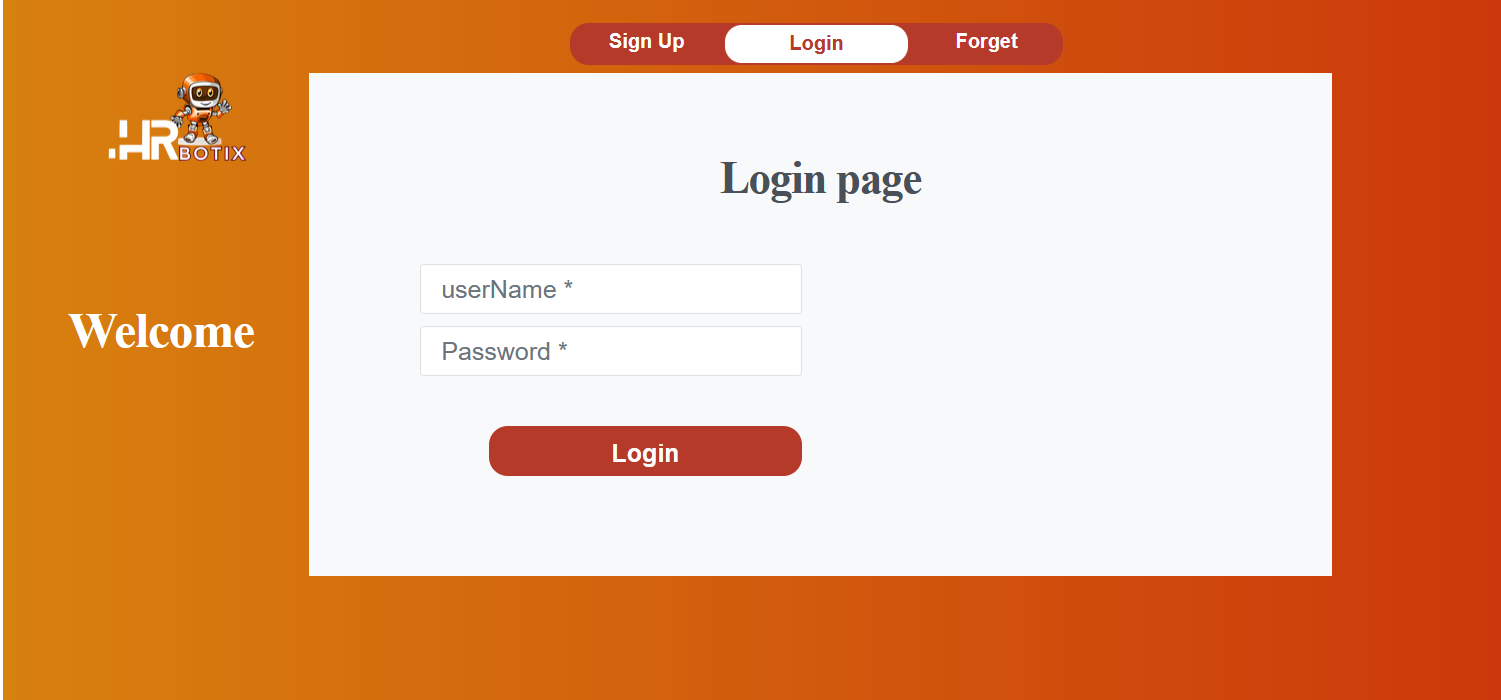 Sign Up
Login
Forget
HR
BOTIX
Login page
userName *
Welcome
Password *
Login